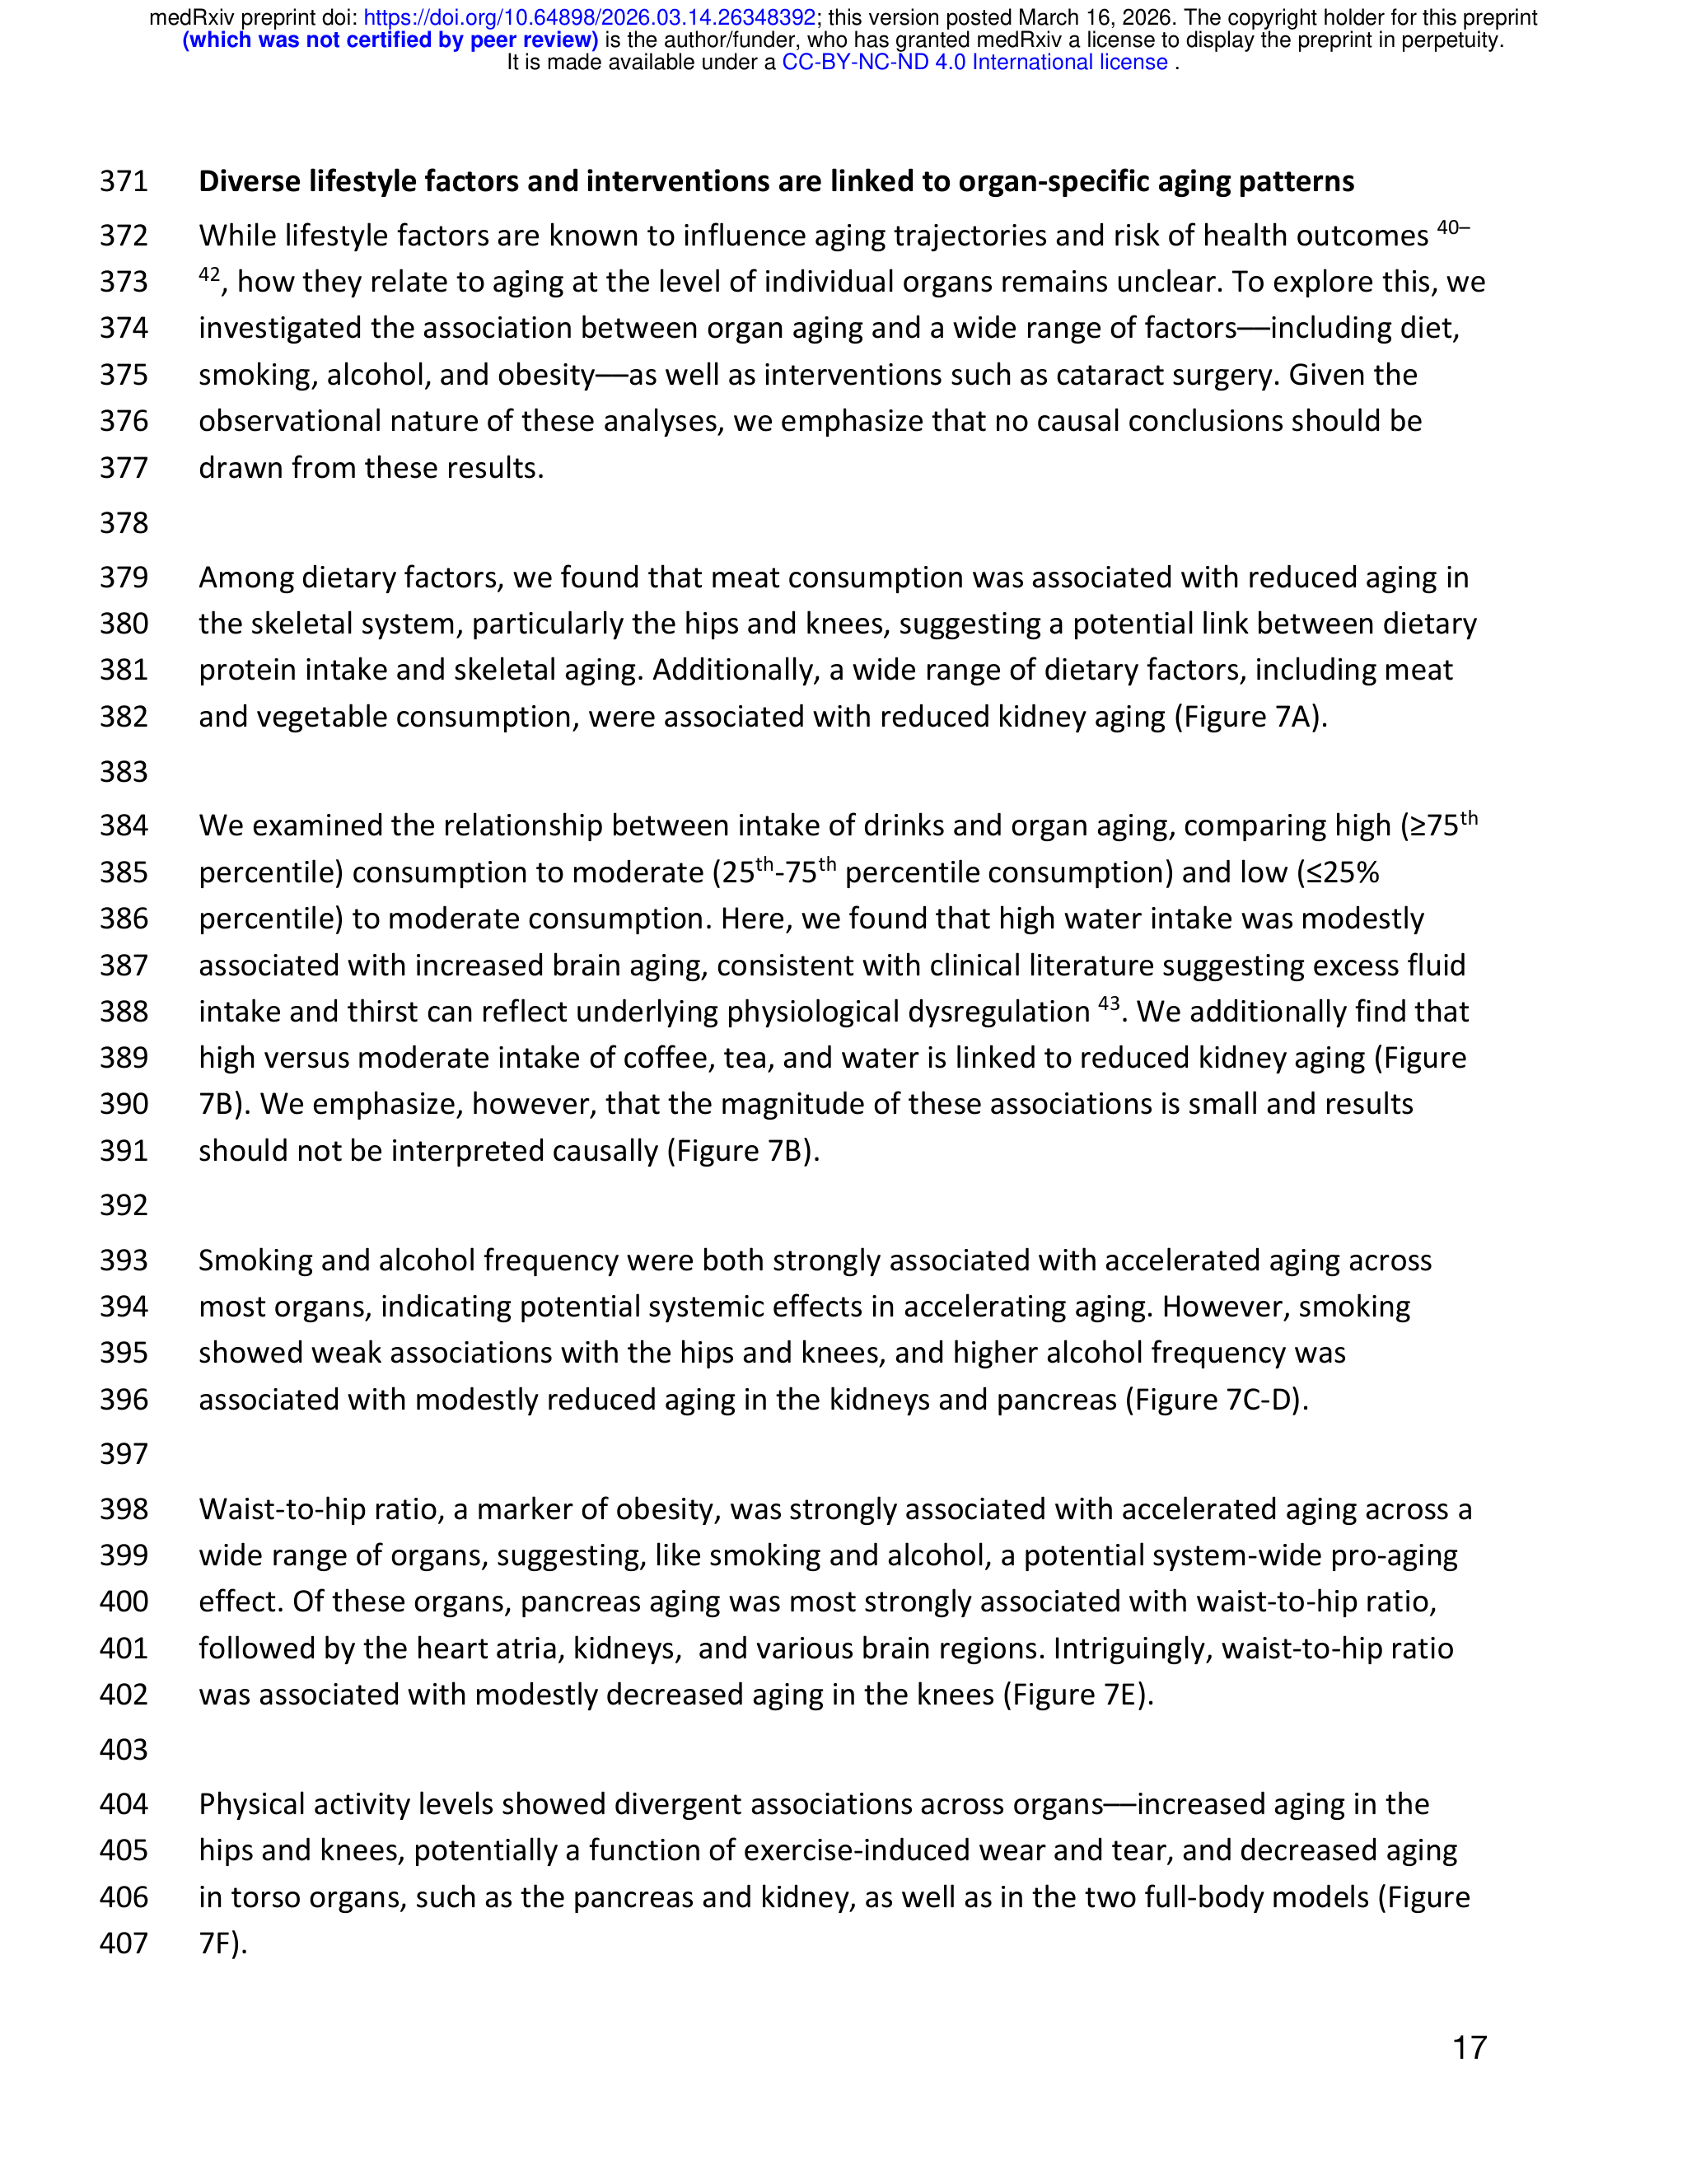 medRxiv preprint doi: https://doi.org/10.64898/2026.03.14.26348392; this version posted March 16, 2026. The copyright holder for this preprint
(which was not certified by peer review) is the author/funder, who has granted medRxiv a license to display the preprint in perpetuity.
It is made available under a CC-BY-NC-ND 4.0 International license .
371 Diverse lifestyle factors and interventions are linked to organ-specific aging patterns
372 While lifestyle factors are known to influence aging trajectories and risk of health outcomes 40–
373 42, how they relate to aging at the level of individual organs remains unclear. To explore this, we
374 investigated the association between organ aging and a wide range of factors—including diet,
375 smoking, alcohol, and obesity—as well as interventions such as cataract surgery. Given the
376 observational nature of these analyses, we emphasize that no causal conclusions should be
377 drawn from these results.
378
379 Among dietary factors, we found that meat consumption was associated with reduced aging in
380 the skeletal system, particularly the hips and knees, suggesting a potential link between dietary
381 protein intake and skeletal aging. Additionally, a wide range of dietary factors, including meat
382 and vegetable consumption, were associated with reduced kidney aging (Figure 7A).
383
384 We examined the relationship between intake of drinks and organ aging, comparing high (≥75th
385 percentile) consumption to moderate (25th-75th percentile consumption) and low (≤25%
386 percentile) to moderate consumption. Here, we found that high water intake was modestly
387 associated with increased brain aging, consistent with clinical literature suggesting excess fluid
388 intake and thirst can reflect underlying physiological dysregulation 43. We additionally find that
389 high versus moderate intake of coffee, tea, and water is linked to reduced kidney aging (Figure
390 7B). We emphasize, however, that the magnitude of these associations is small and results
391 should not be interpreted causally (Figure 7B).
392
393 Smoking and alcohol frequency were both strongly associated with accelerated aging across
394 most organs, indicating potential systemic effects in accelerating aging. However, smoking
395 showed weak associations with the hips and knees, and higher alcohol frequency was
396 associated with modestly reduced aging in the kidneys and pancreas (Figure 7C-D).
397
398 Waist-to-hip ratio, a marker of obesity, was strongly associated with accelerated aging across a
399 wide range of organs, suggesting, like smoking and alcohol, a potential system-wide pro-aging
400 effect. Of these organs, pancreas aging was most strongly associated with waist-to-hip ratio,
401 followed by the heart atria, kidneys,  and various brain regions. Intriguingly, waist-to-hip ratio
402 was associated with modestly decreased aging in the knees (Figure 7E).
403
404 Physical activity levels showed divergent associations across organs—increased aging in the
405 hips and knees, potentially a function of exercise-induced wear and tear, and decreased aging
406 in torso organs, such as the pancreas and kidney, as well as in the two full-body models (Figure
407 7F).
17